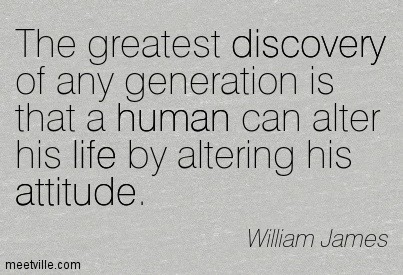 The greatest discovery
of any generation is
that a human can alter
his life by altering his
attitude.
William James
meetville.com